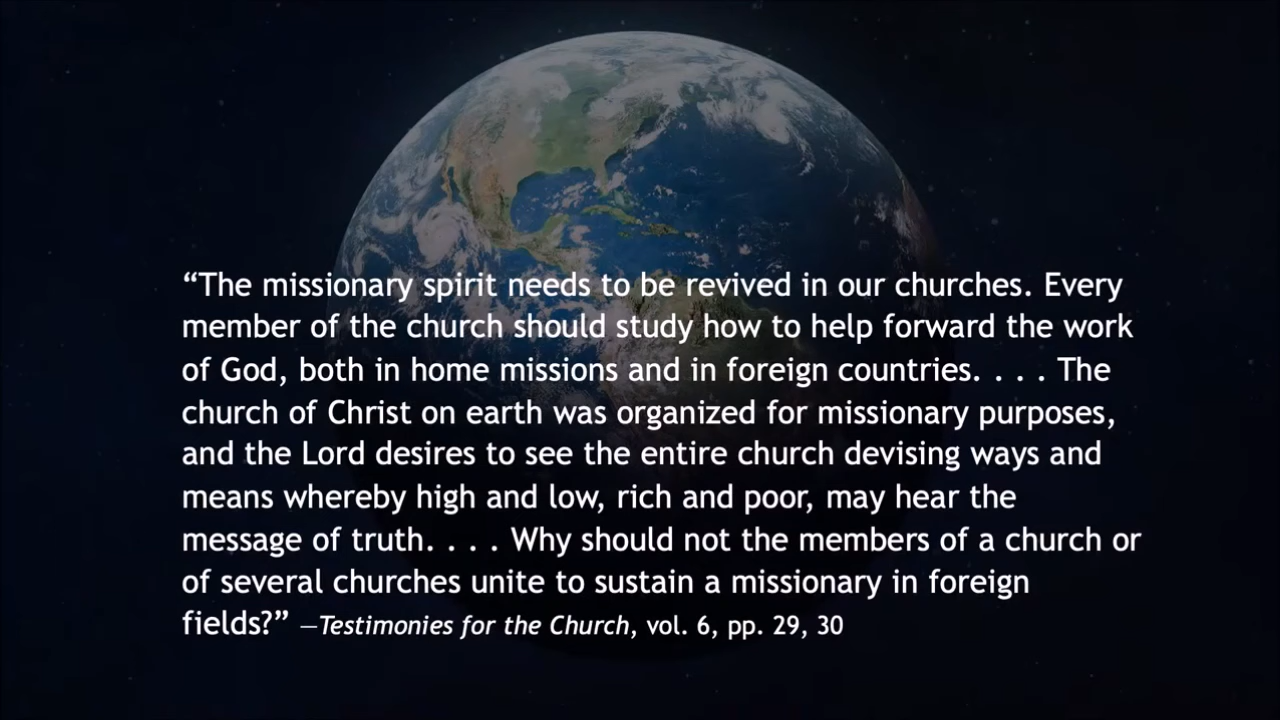 “The missionary spirit needs to be revived in our churches. Every
member of the church should study how to help forward the work
of God, both in home missions and in foreign countries. . . . The
church of Christ on earth was organized for missionary purposes,
and the Lord desires to see the entire church devising ways and
means whereby high and low, rich and poor, may hear the
message of truth. . . . Why should not the members of a church or
of several churches unite to sustain a missionary in foreign
fields?” —Testimonies for the Church, vol. 6, pp. 29, 30